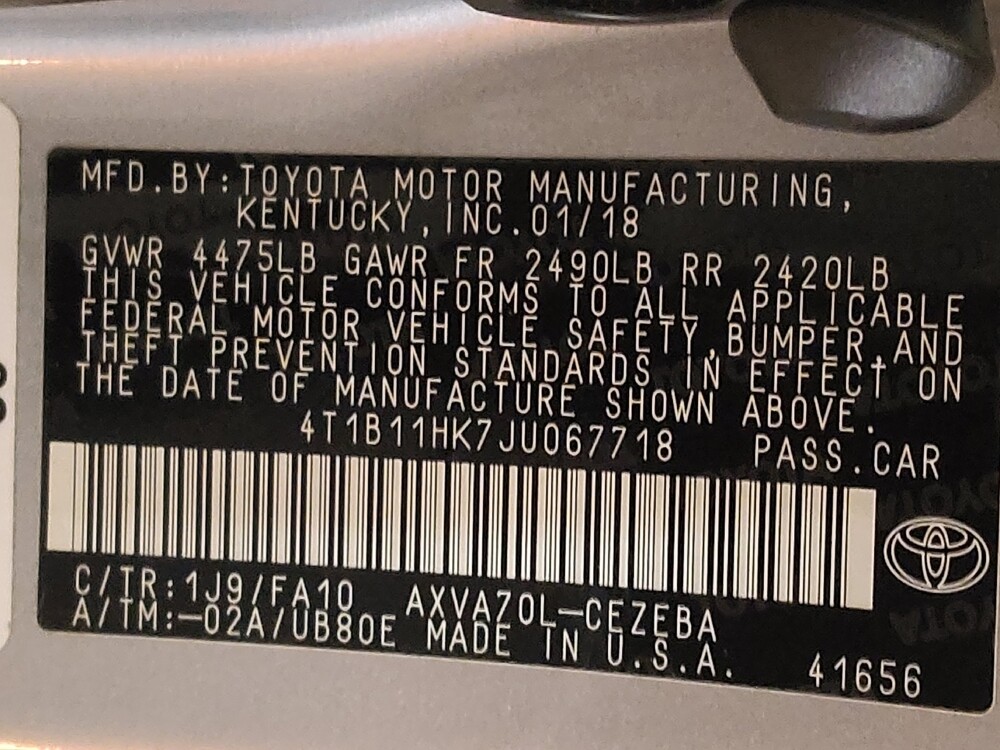 MFD.BY:TOYOTA MOTOR MANUFACTURING,
KENTUCKY,INC.01/18
GVWR 4475LB GAWR FR 2490LB RR 2420LB
THIS VEHICLE CONFORMS TO ALL APPLICABLE
FEDERAL MOTOR VEHICLE SAFETY,BUMPER,AND
THEFT PREVENTION STANDARDS IN EFFECT ON
THE DATE OF MANUFACTURE SHOWN ABOVE.
4T1B11HK7JU067718 PASS.CAR
C/TR:1J9/FA10 AXVA70L-CEZEBA
A/TM:-02A/UB80E MADE IN U.S.A. 41656